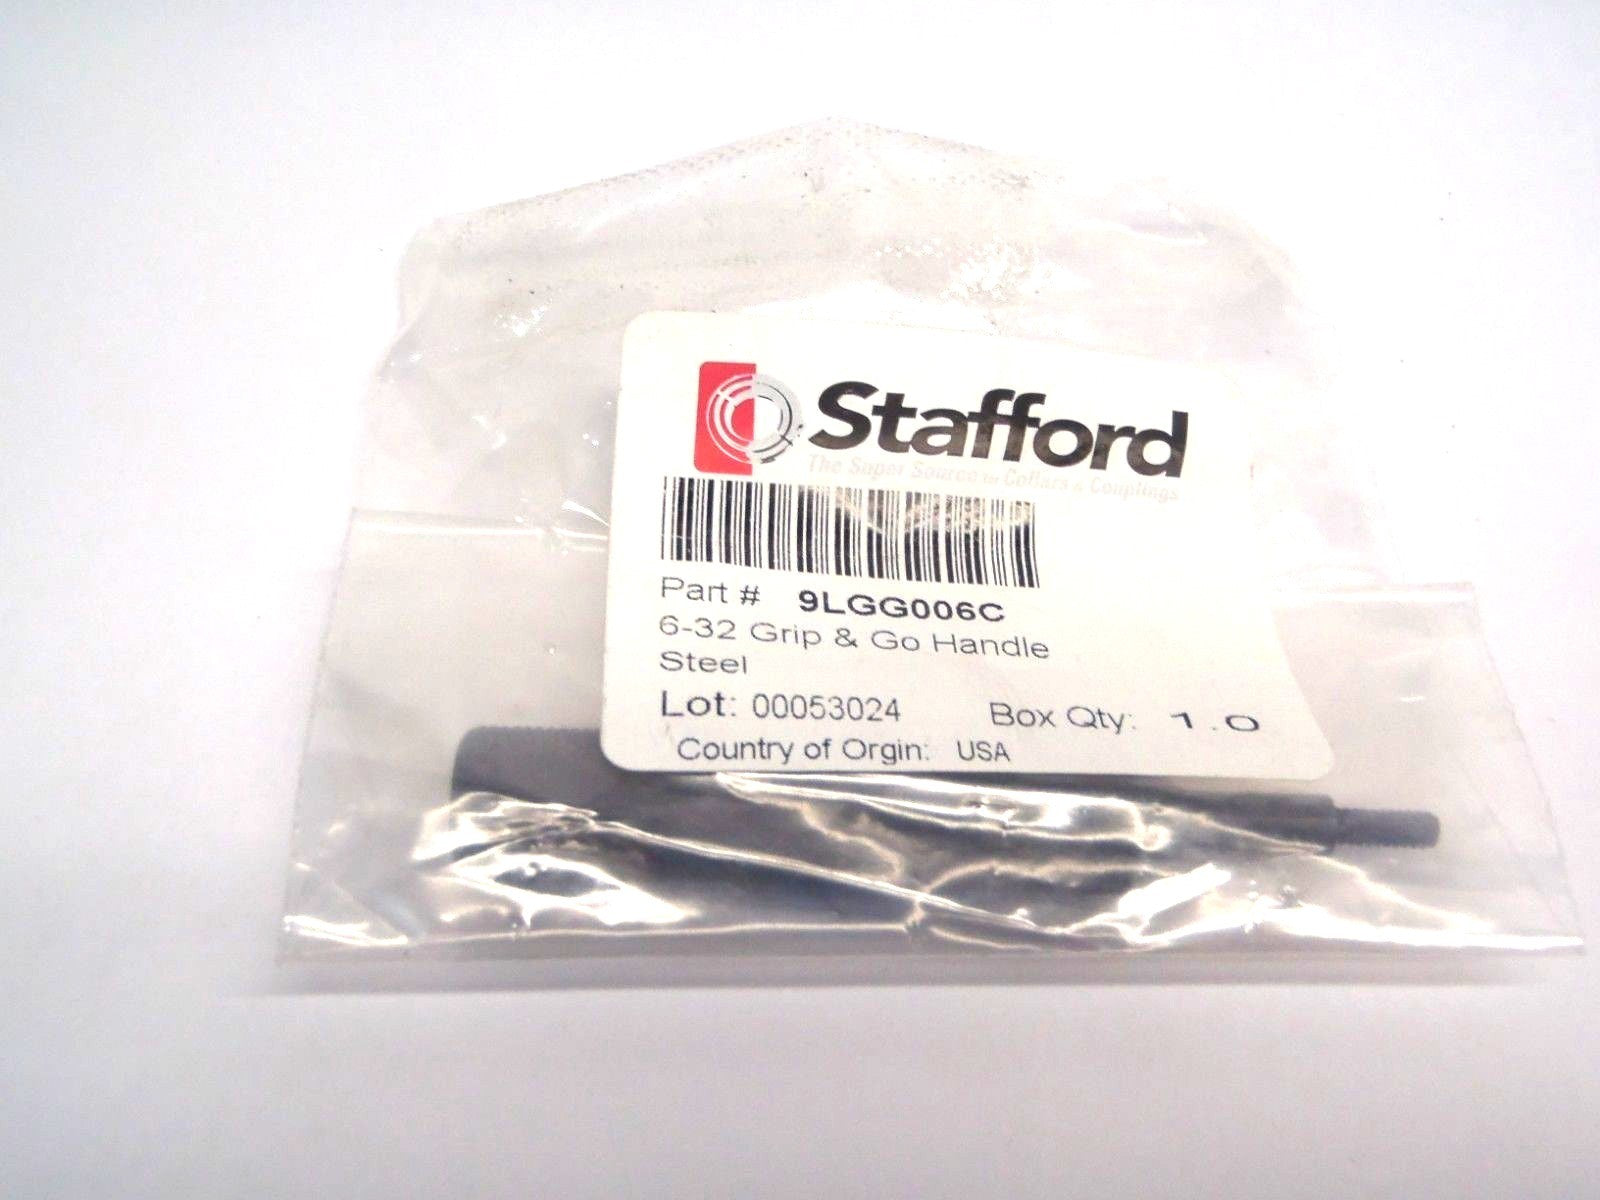 Stafford
The Super Source for Collars & Couplings
Part # 9LGG006C
6-32 Grip & Go Handle
Steel
Lot: 00053024 Box Qty: 1.0
Country of Orgin: USA